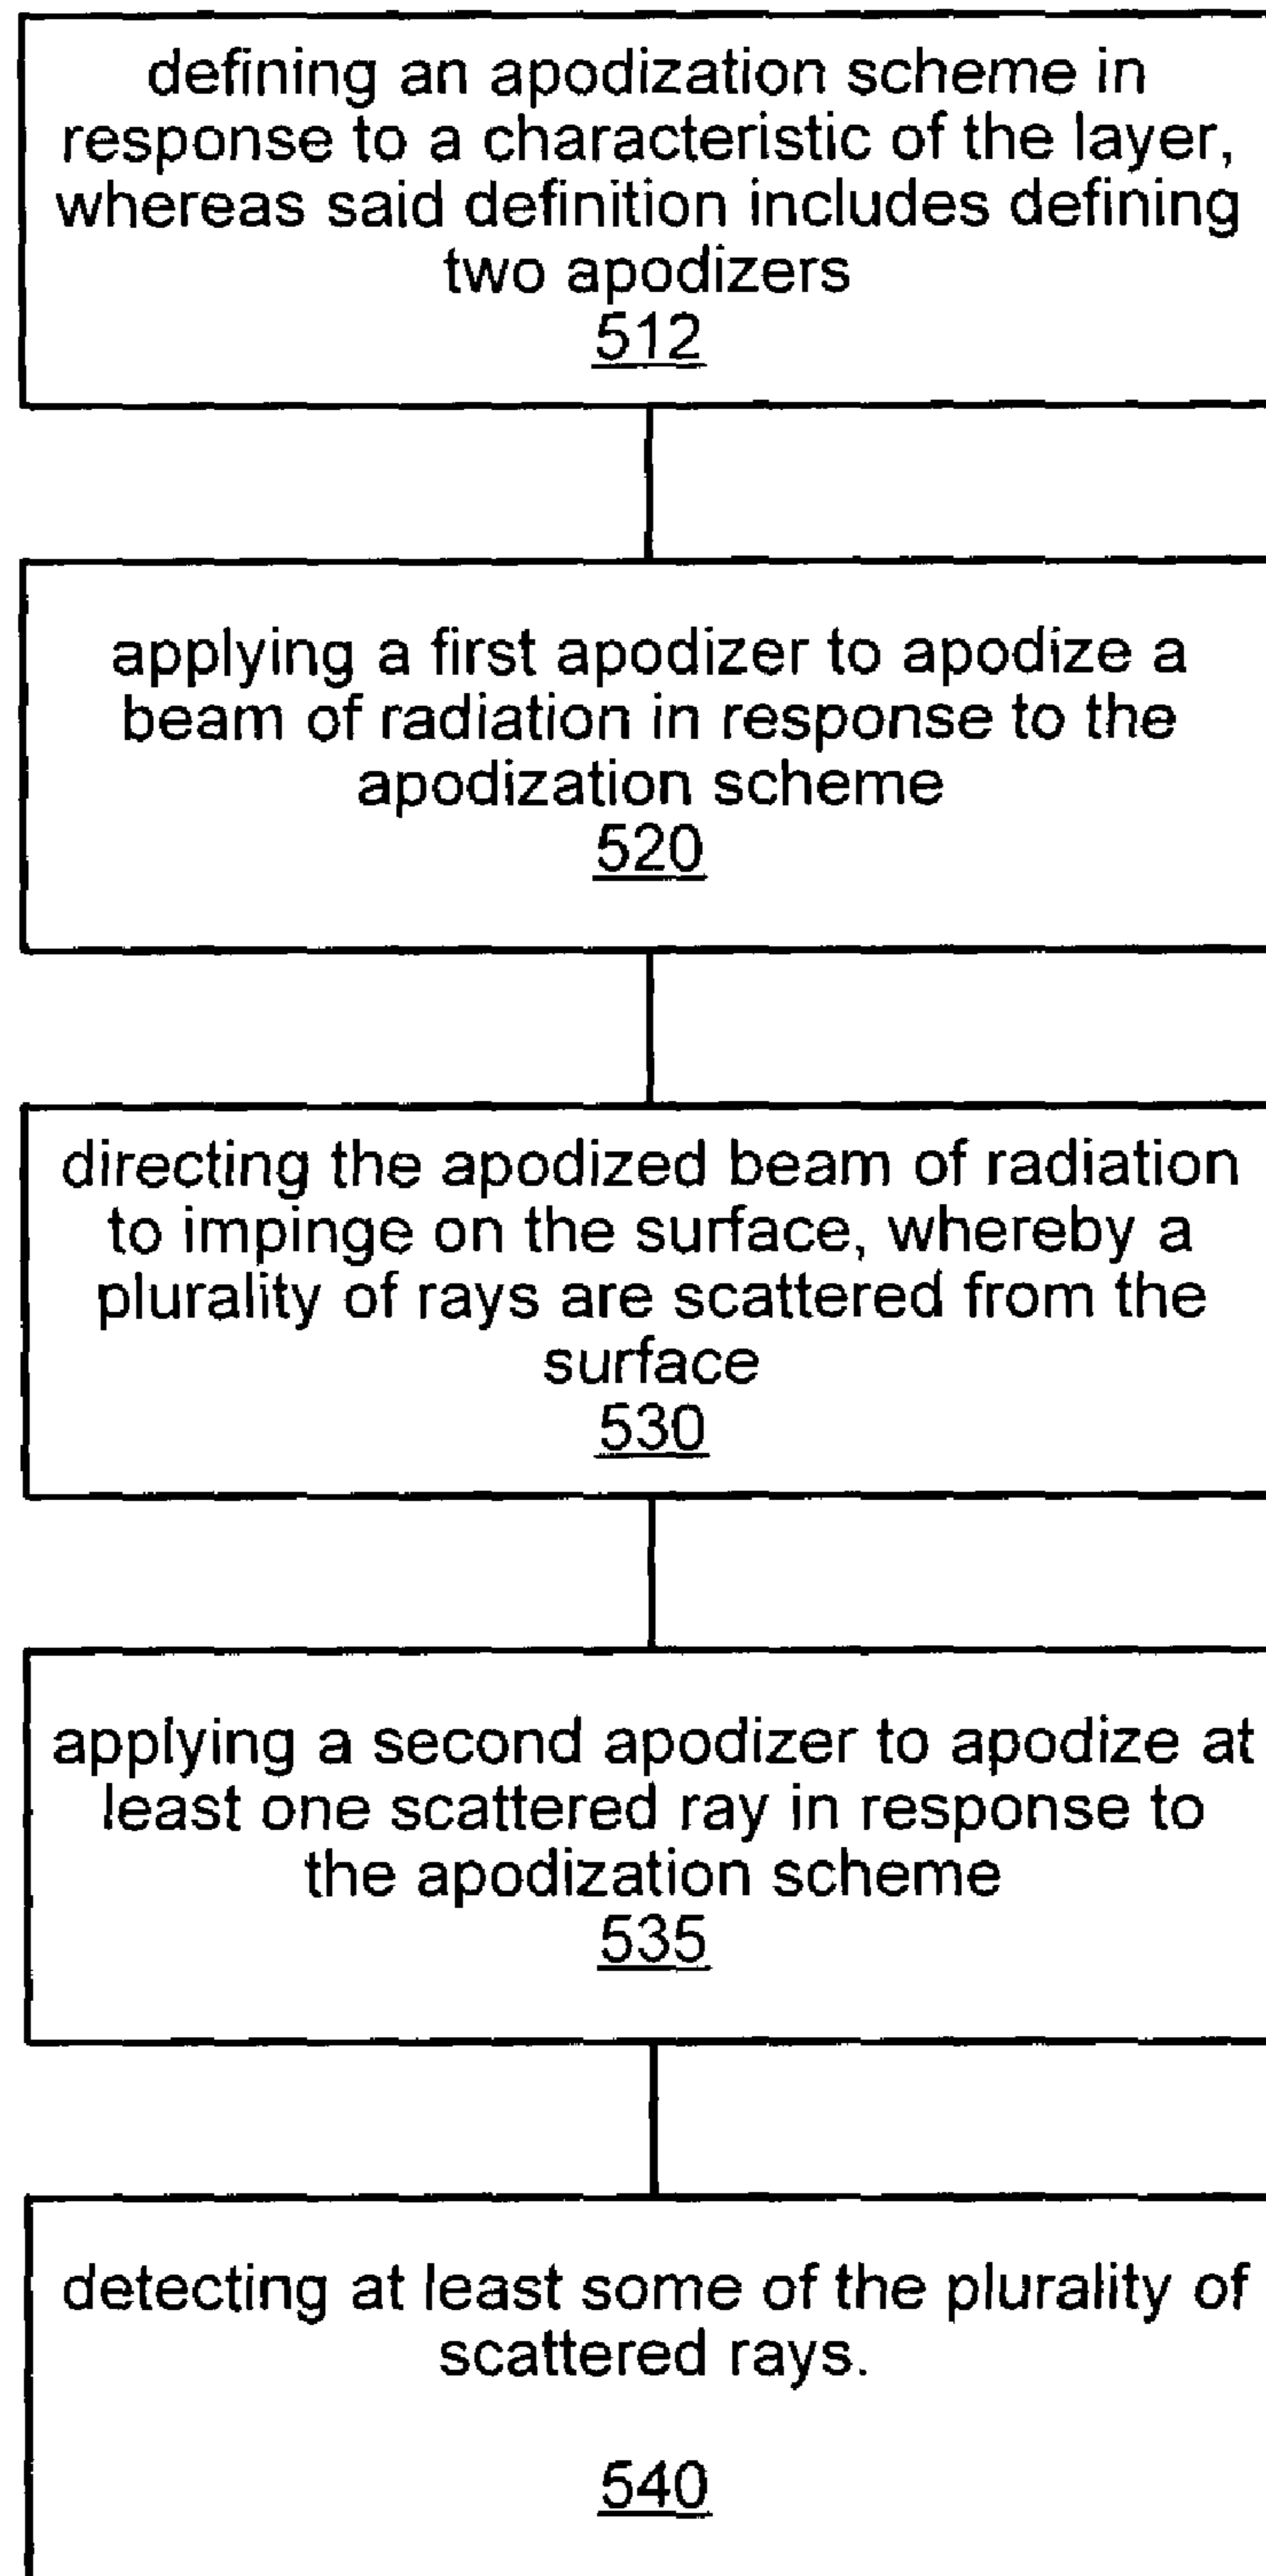 defining an apodization scheme in
response to a characteristic of the layer,
whereas said definition includes defining
two apodizers
512
applying a first apodizer to apodize a
beam of radiation in response to the
apodization scheme
520
directing the apodized beam of radiation
to impinge on the surface, whereby a
plurality of rays are scattered from the
surface
530
applying a second apodizer to apodize at
least one scattered ray in response to
the apodization scheme
535
detecting at least some of the plurality of
scattered rays.
540